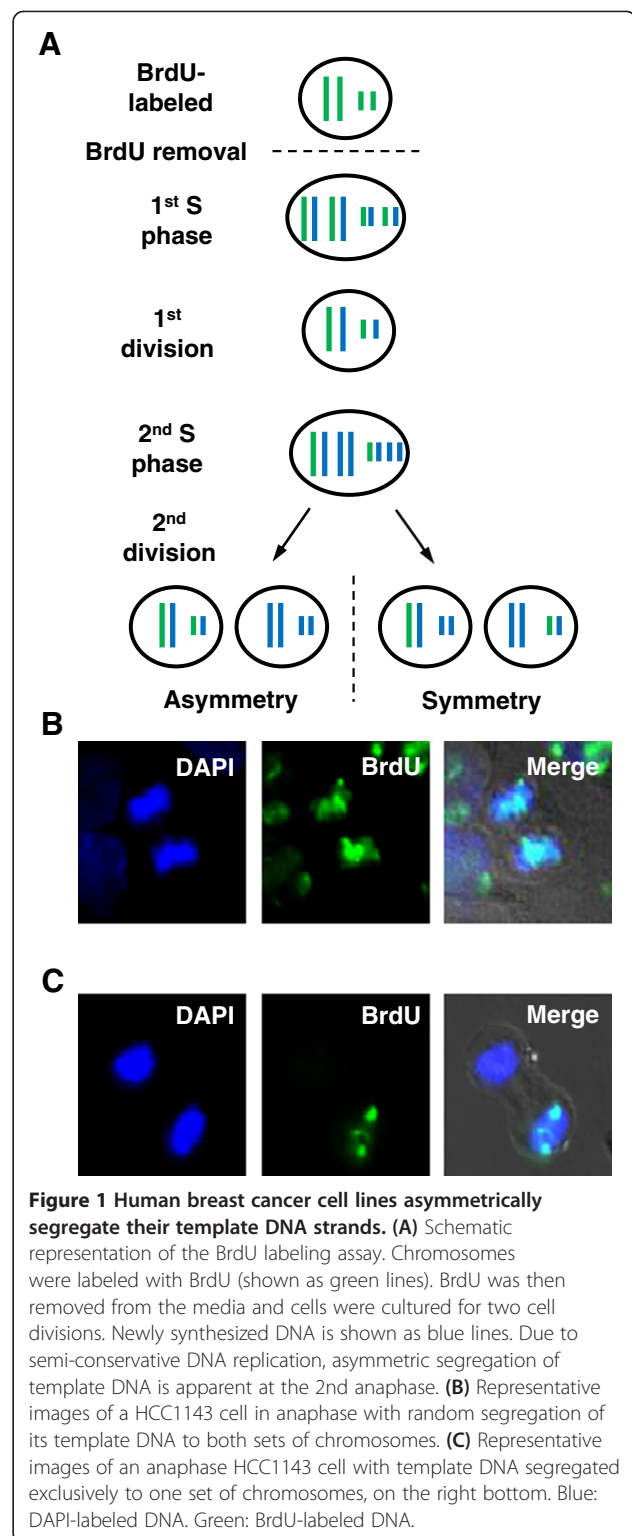 A
BrdU-
labeled
BrdU removal
1st S
phase
1st
division
2nd S
phase
2nd
division
Asymmetry
Symmetry
B
DAPI
BrdU
Merge
C
DAPI
BrdU
Merge
Figure 1 Human breast cancer cell lines asymmetrically
segregate their template DNA strands. (A) Schematic
representation of the BrdU labeling assay. Chromosomes
were labeled with BrdU (shown as green lines). BrdU was then
removed from the media and cells were cultured for two cell
divisions. Newly synthesized DNA is shown as blue lines. Due to
semi-conservative DNA replication, asymmetric segregation of
template DNA is apparent at the 2nd anaphase. (B) Representative
images of a HCC1143 cell in anaphase with random segregation of
its template DNA to both sets of chromosomes. (C) Representative
images of an anaphase HCC1143 cell with template DNA segregated
exclusively to one set of chromosomes, on the right bottom. Blue:
DAPI-labeled DNA. Green: BrdU-labeled DNA.